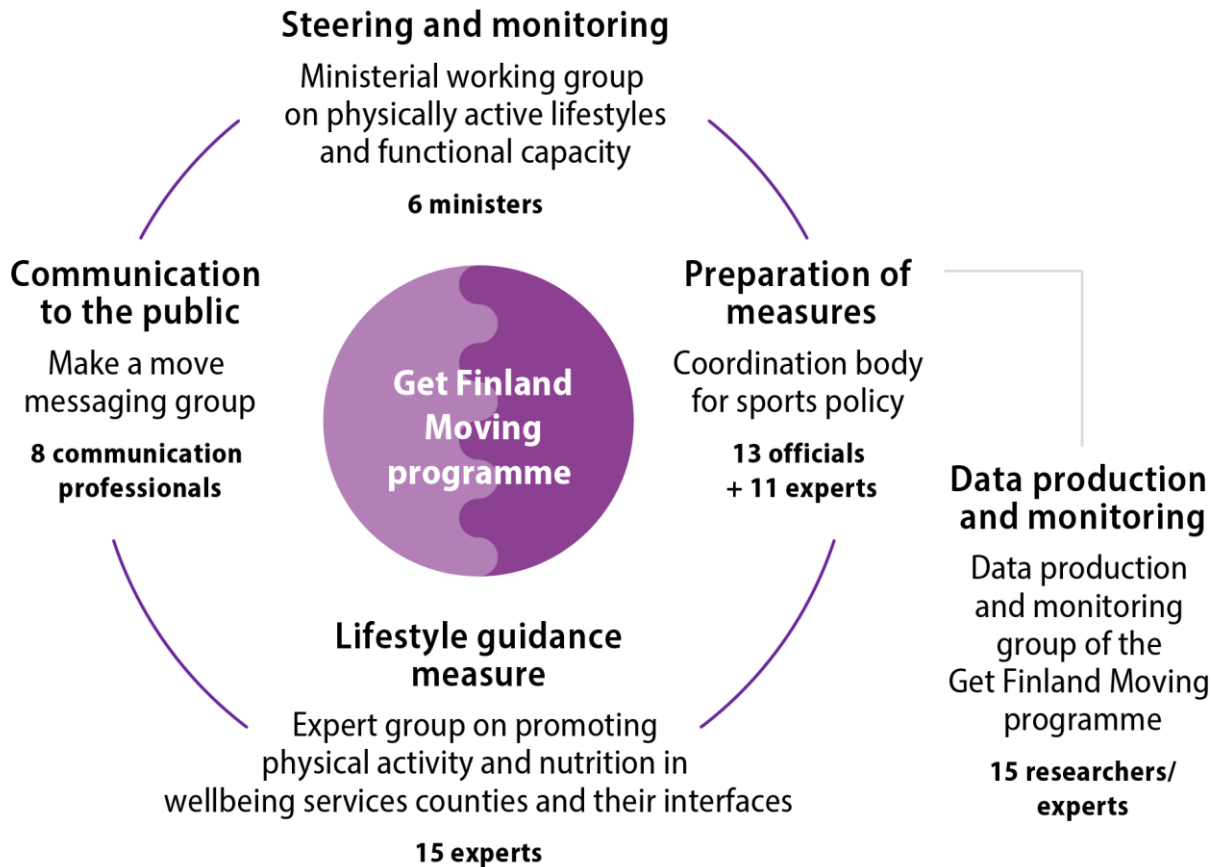 Steering and monitoring
Ministerial working group
on physically active lifestyles
and functional capacity
6 ministers
Communication
to the public
Make a move
messaging group
8 communication
professionals
Get Finland
Moving
programme
Preparation of
measures
Coordination body
for sports policy
13 officials
+ 11 experts
Data production
and monitoring
Data production
and monitoring
group of the
Get Finland Moving
programme
15 researchers/
experts
Lifestyle guidance
measure
Expert group on promoting
physical activity and nutrition in
wellbeing services counties and their interfaces
15 experts